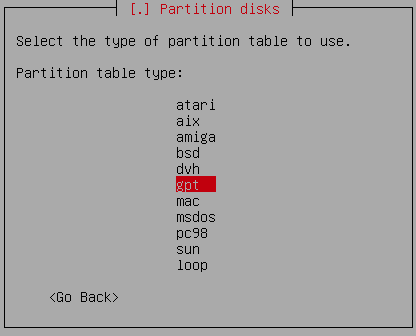 [.] Partition disks
Select the type of partition table to use.
Partition table type:
atari
aix
amiga
bsd
dvh
gpt
mac
msdos
pc98
sun
loop
<Go Back>